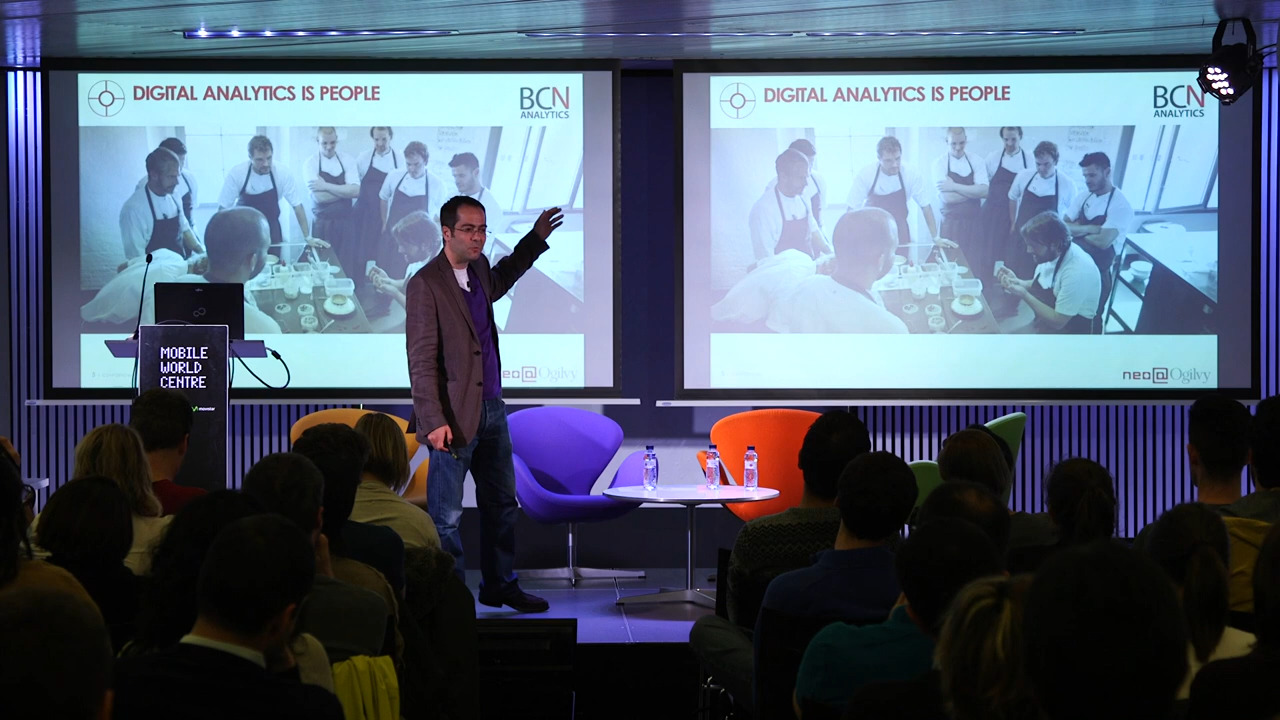 DIGITAL ANALYTICS IS PEOPLE
BCN
ANALYTICS
neo@Ogilvy
MOBILE
WORLD
CENTRE
movistar
DIGITAL ANALYTICS IS PEOPLE
BCN
ANALYTICS
neo@Ogilvy